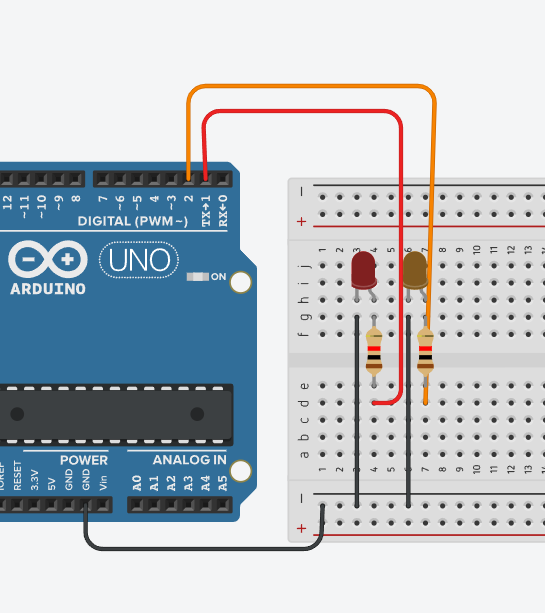 12
~11
~10
~9
8
7
~6
~5
4
~3
2
TX→1
RX←0
DIGITAL (PWM~)
UNO
ON
ARDUINO
POWER
ANALOG IN
RESET
3.3V
5V
GND
GND
Vin
A0
A1
A2
A3
A4
A5
−
+
1 2 3 4 5 6 7 8 9 10 11 12 13 14
j
i
h
g
f
e
d
c
b
a
1 2 3 4 5 6 7 8 9 10 11 12 13 14
−
+